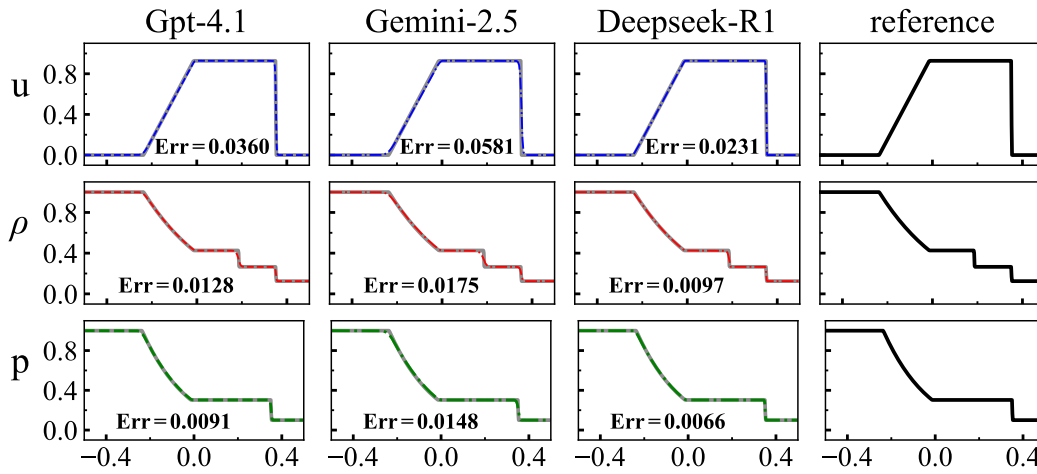 Gpt-4.1 Gemini-2.5 Deepseek-R1 reference
u 0.8 0.4 0.0 Err=0.0360 Err=0.0581 Err=0.0231
ρ 0.8 0.4 0.0 Err=0.0128 Err=0.0175 Err=0.0097
p 0.8 0.4 0.0 Err=0.0091 Err=0.0148 Err=0.0066
−0.4 0.0 0.4 −0.4 0.0 0.4 −0.4 0.0 0.4 −0.4 0.0 0.4